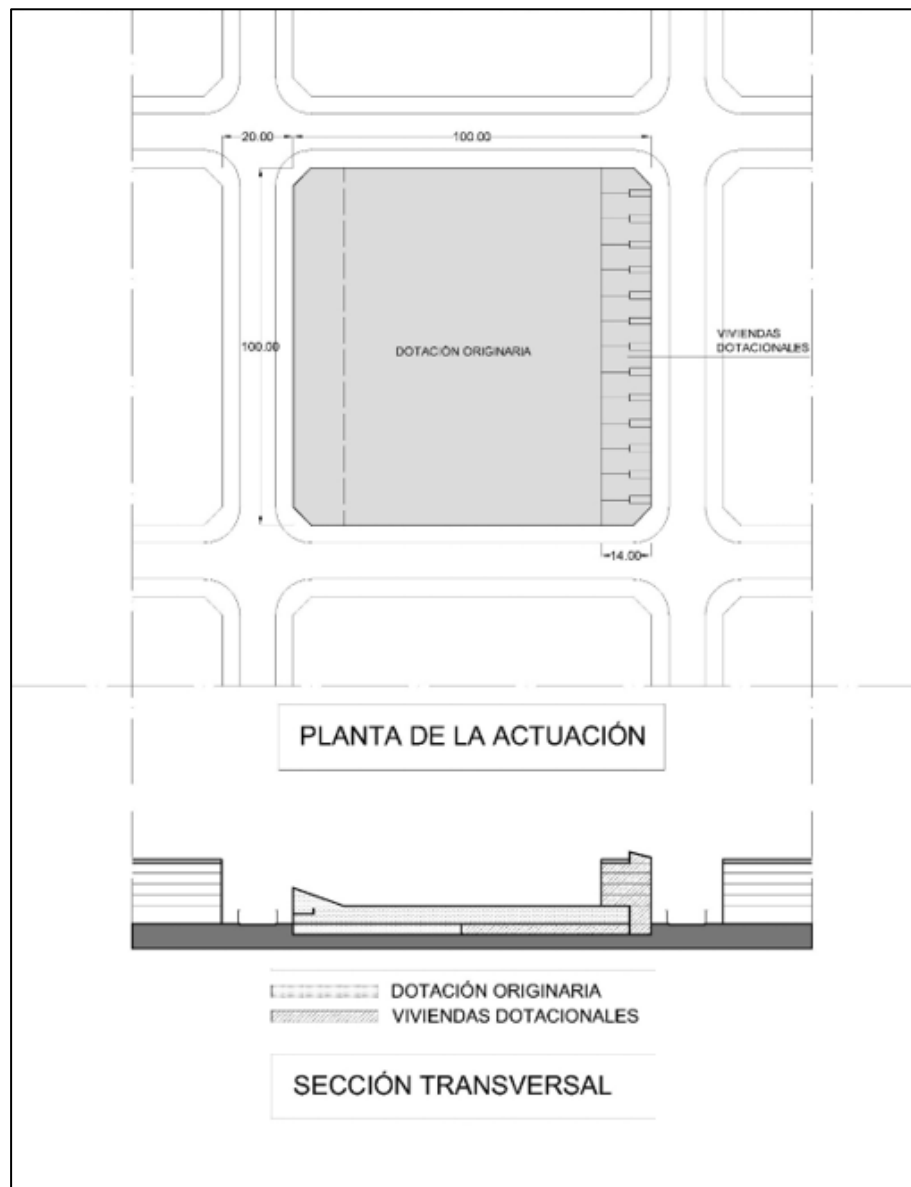 20.00
100.00
100.00
DOTACIÓN ORIGINARIA
VIVIENDAS
DOTACIONALES
14.00
PLANTA DE LA ACTUACIÓN
DOTACIÓN ORIGINARIA
VIVIENDAS DOTACIONALES
SECCIÓN TRANSVERSAL